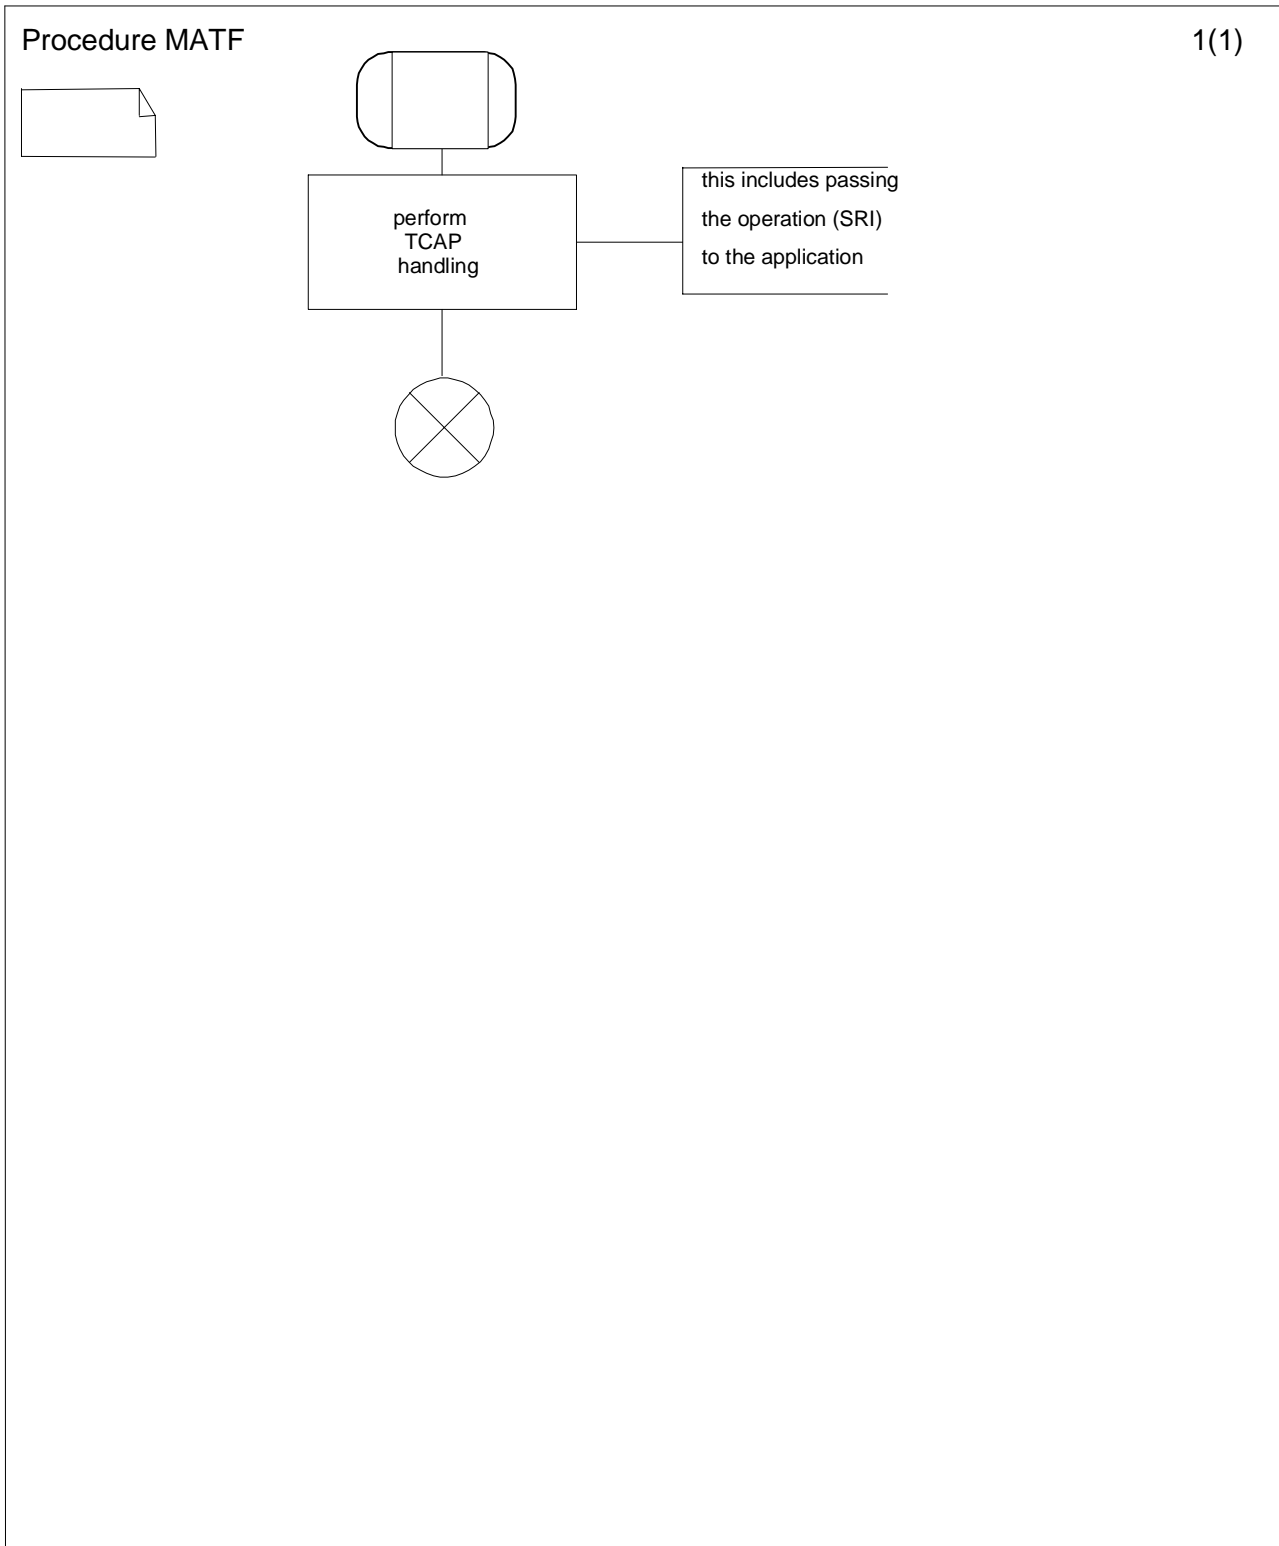 Procedure MATF
1(1)
perform
TCAP
handling
this includes passing
the operation (SRI)
to the application